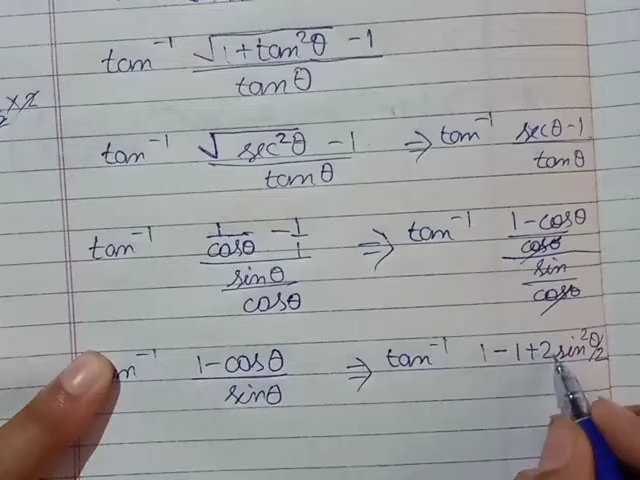 tan⁻¹ (√(1+tan²θ) - 1)/tanθ
tan⁻¹ (√(sec²θ) - 1)/tanθ ⇒ tan⁻¹ (secθ-1)/tanθ
tan⁻¹ (1/cosθ - 1/1)/(sinθ/cosθ) ⇒ tan⁻¹ ((1-cosθ)/cosθ)/(sin/cosθ)
n⁻¹ (1-cosθ)/sinθ ⇒ tan⁻¹ 1-1+2sin²θ/2